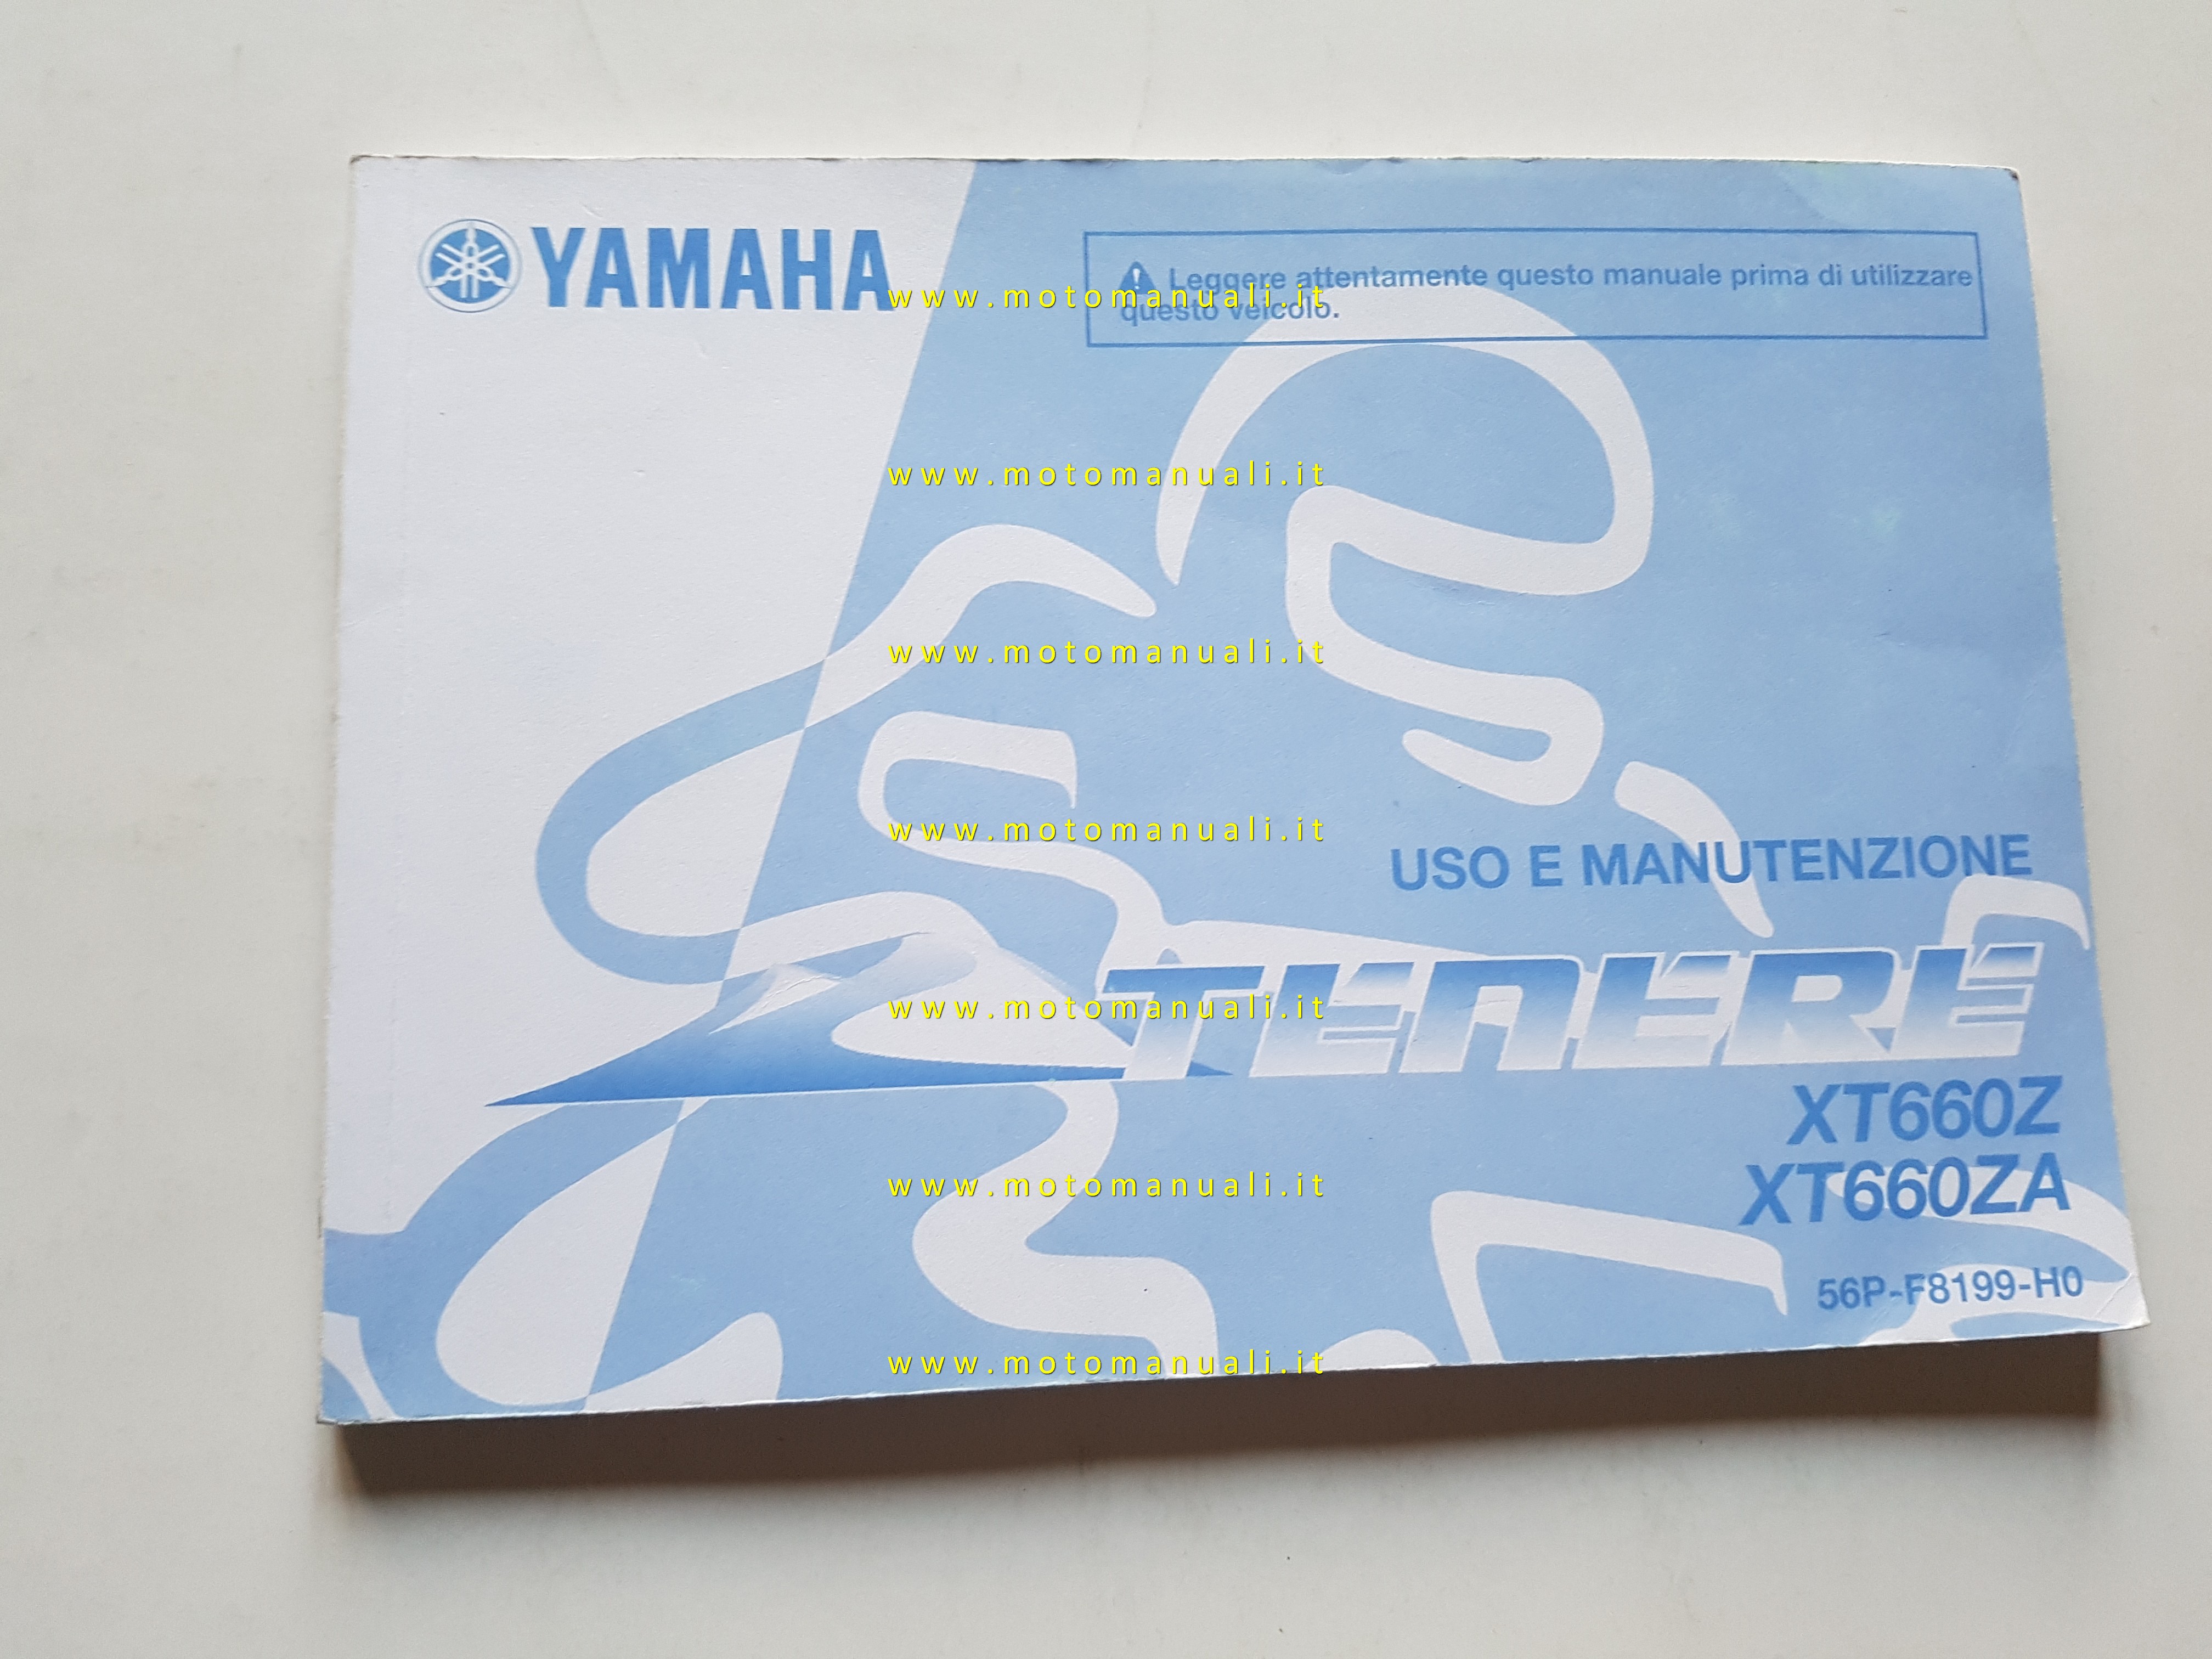 YAMAHA
Leggere attentamente questo manuale prima di utilizzare
questo veicolo.
www.motomanuali.it
www.motomanuali.it
www.motomanuali.it
www.motomanuali.it
USO E MANUTENZIONE
TENERE
www.motomanuali.it
XT660Z
XT660ZA
www.motomanuali.it
56P-F8199-H0
www.motomanuali.it